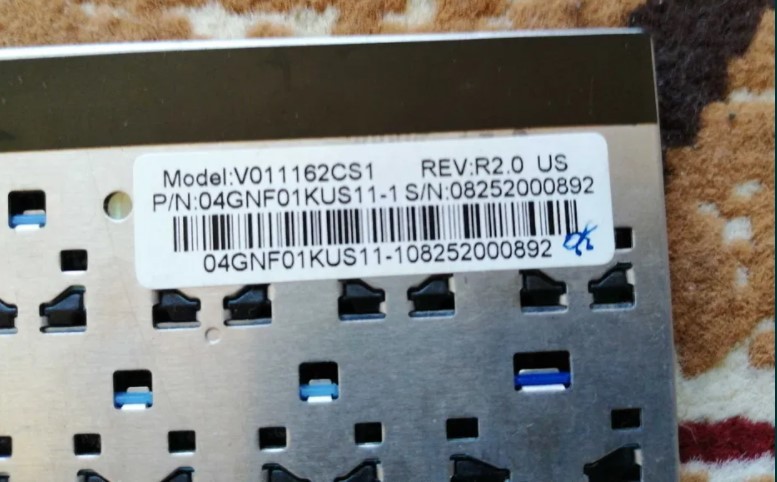 Model:V011162CS1 REV:R2.0 US
P/N:04GNF01KUS11-1 S/N:08252000892
04GNF01KUS11-108252000892